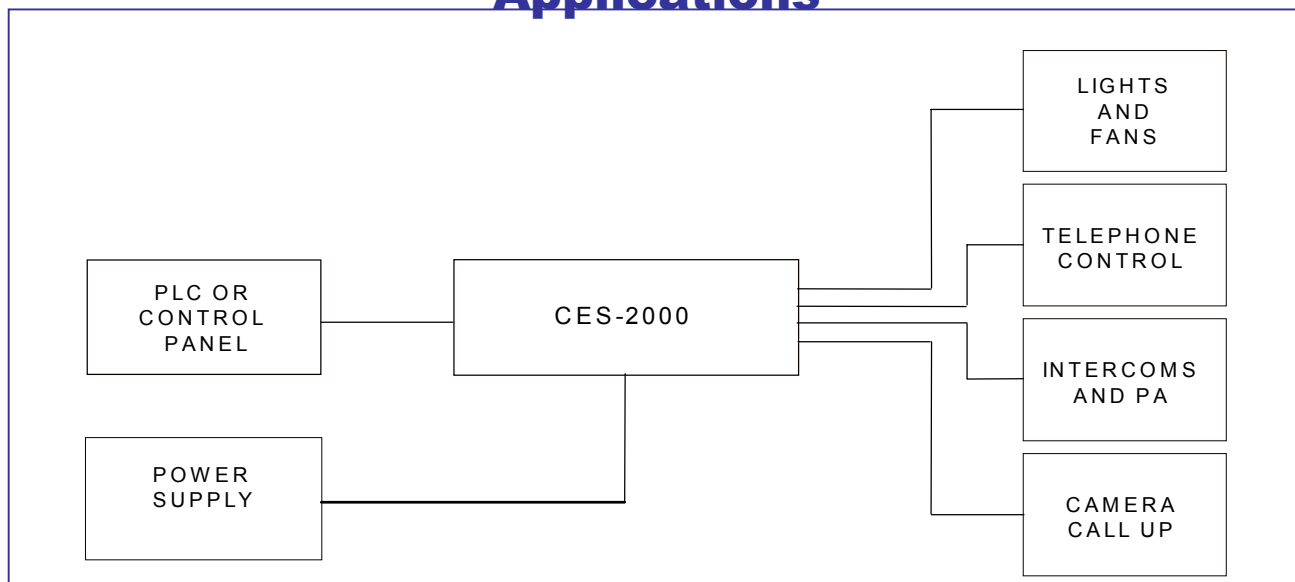 Applications
LIGHTS
AND
FANS
TELEPHONE
CONTROL
PLC OR
CONTROL
PANEL
CES-2000
INTERCOMS
AND PA
POWER
SUPPLY
CAMERA
CALL UP